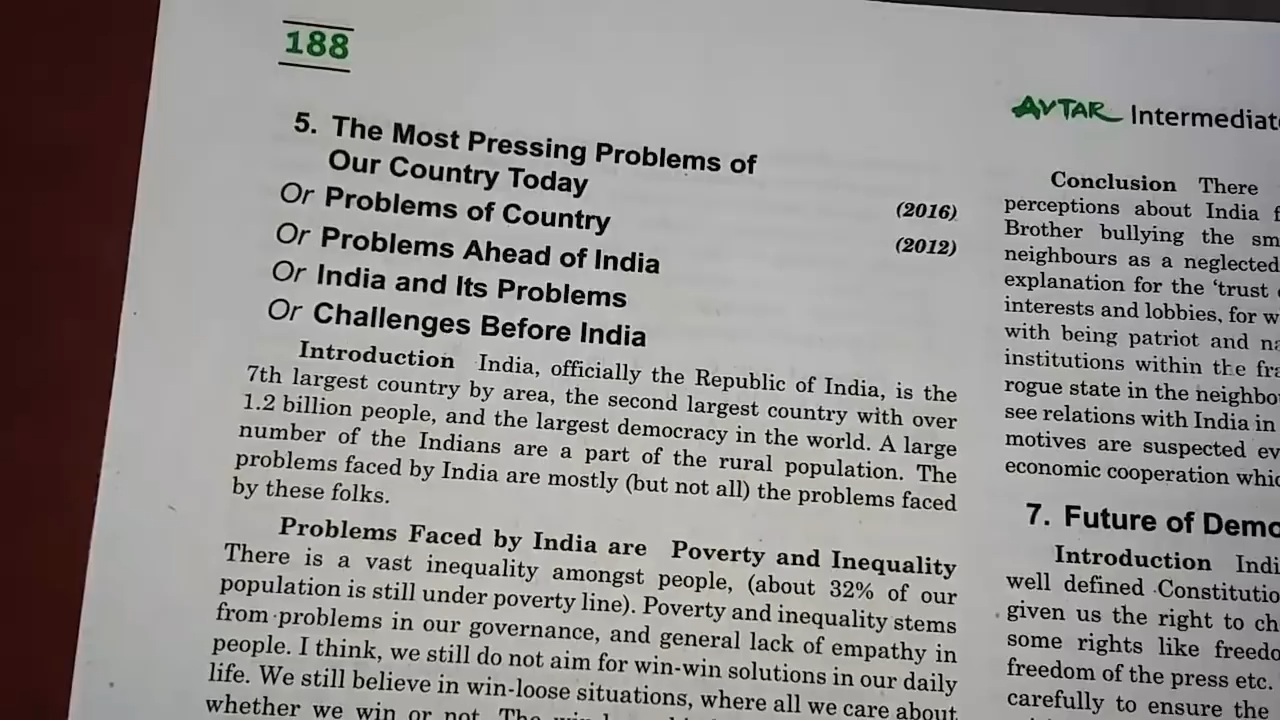 188
5. The Most Pressing Problems of
Our Country Today (2016)
Or Problems of Country (2012)
Or Problems Ahead of India
Or India and Its Problems
Or Challenges Before India
Introduction India, officially the Republic of India, is the
7th largest country by area, the second largest country with over
1.2 billion people, and the largest democracy in the world. A large
number of the Indians are a part of the rural population. The
problems faced by India are mostly (but not all) the problems faced
by these folks.
Problems Faced by India are Poverty and Inequality
There is a vast inequality amongst people, (about 32% of our
population is still under poverty line). Poverty and inequality stems
from problems in our governance, and general lack of empathy in
people. I think, we still do not aim for win-win solutions in our daily
life. We still believe in win-loose situations, where all we care about
whether we win or not. The
AVTAR Intermediate
Conclusion There
perceptions about India
Brother bullying the
neighbours as a neglected
explanation for the ‘trust
interests and lobbies, for
with being patriot and
institutions within the
rogue state in the
see relations with India in
motives are suspected
economic cooperation
7. Future of
Introduction
well defined
given us the right to
some rights like
freedom of the press etc.
carefully to ensure the